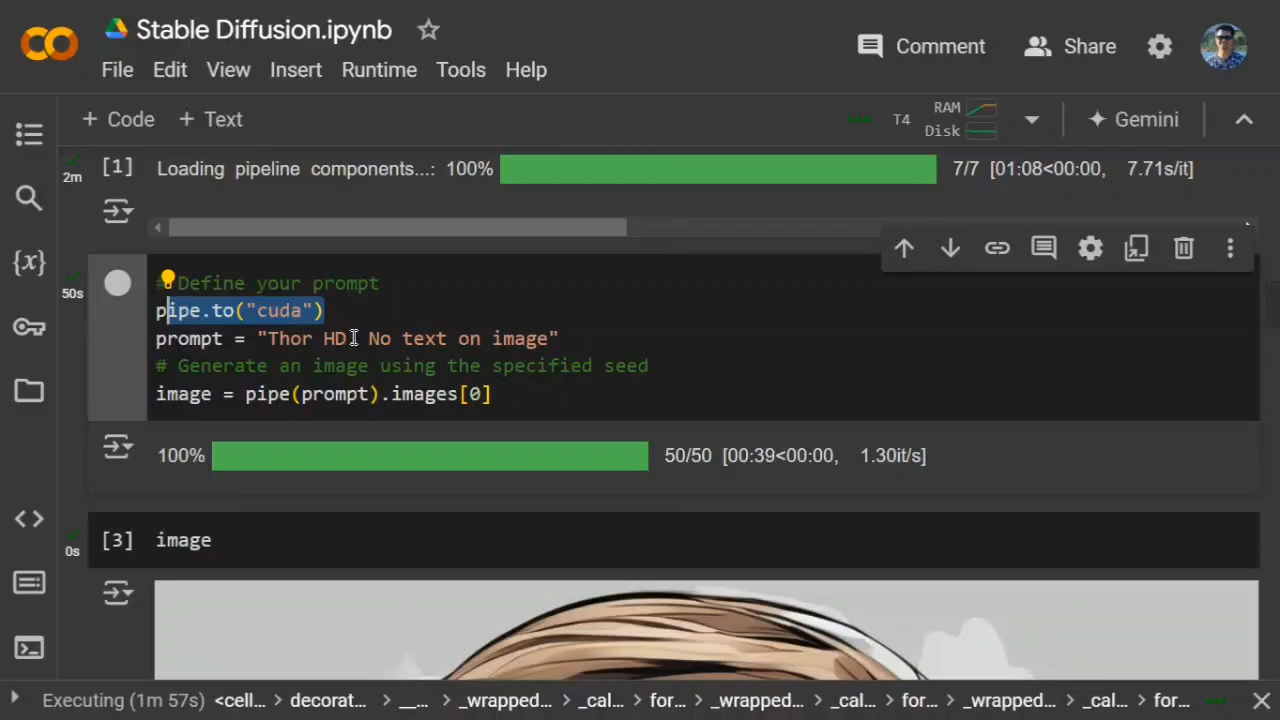 Stable Diffusion.ipynb
Comment
Share
File Edit View Insert Runtime Tools Help
+ Code + Text
T4
RAM
Disk
Gemini
2m
[1] Loading pipeline components...: 100% 7/7 [01:08<00:00, 7.71s/it]
50s
# Define your prompt
pipe.to("cuda")
prompt = "Thor HD, No text on image"
# Generate an image using the specified seed
image = pipe(prompt).images[0]
100% 50/50 [00:39<00:00, 1.30it/s]
0s
[3] image
{x}
Executing (1m 57s) <cell... > decorat... > __... > _wrapped... > _cal... > for... > _wrapped... > _cal... > for... > _wrapped... > _cal... > for...